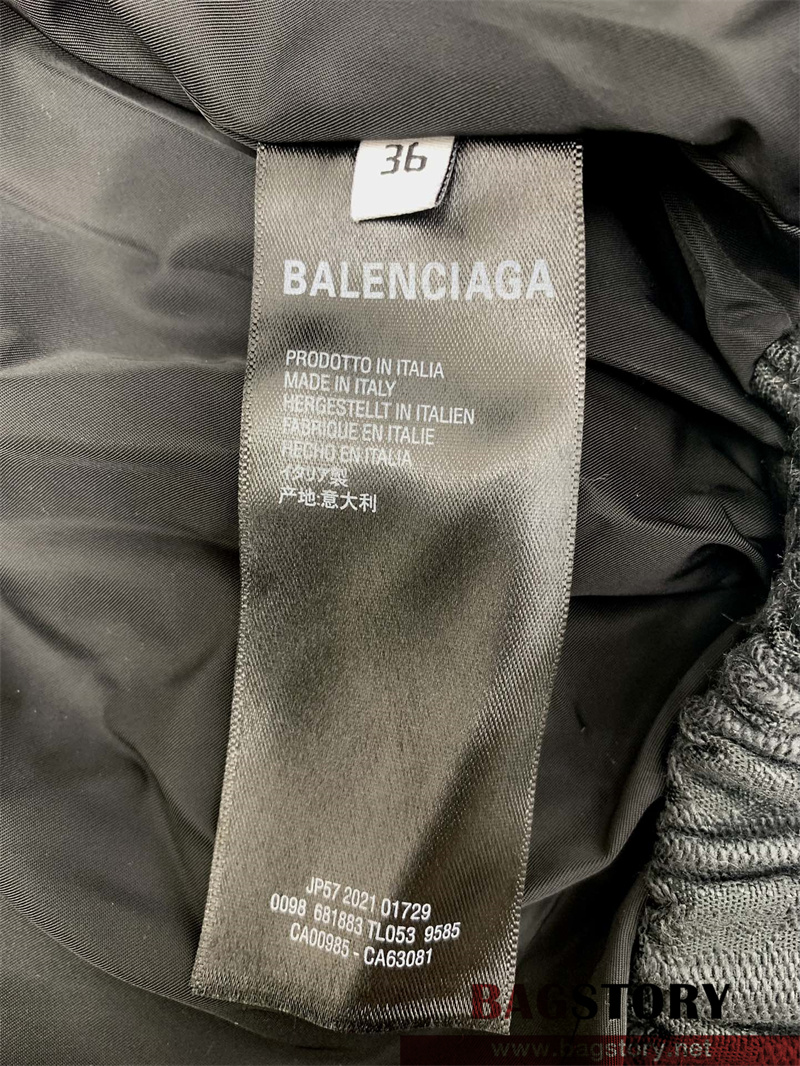 36
BALENCIAGA
PRODOTTO IN ITALIA
MADE IN ITALY
HERGESTELLT IN ITALIEN
FABRIQUE EN ITALIE
HECHO EN ITALIA
イタリア製
产地:意大利
JP57 2021 01729
0098 681883 TL053 9585
CA00985 - CA63081
BAGSTORY
www.bagstory.net